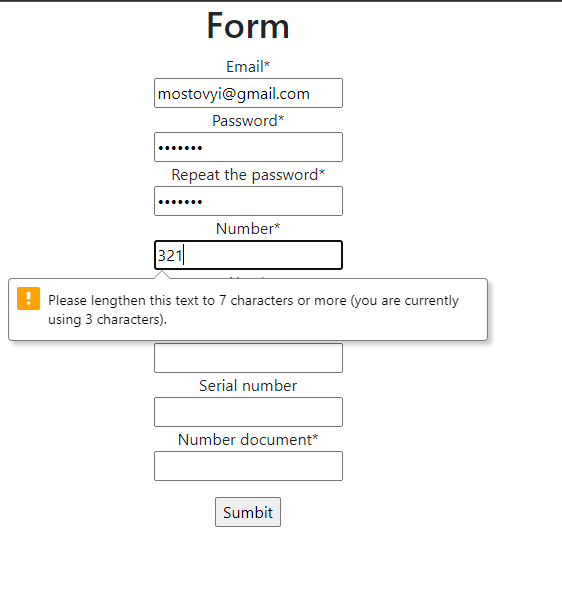 Form
Email*
mostovyi@gmail.com
Password*
•••••••
Repeat the password*
•••••••
Number*
321
Please lengthen this text to 7 characters or more (you are currently
using 3 characters).
Serial number
Number document*
Sumbit